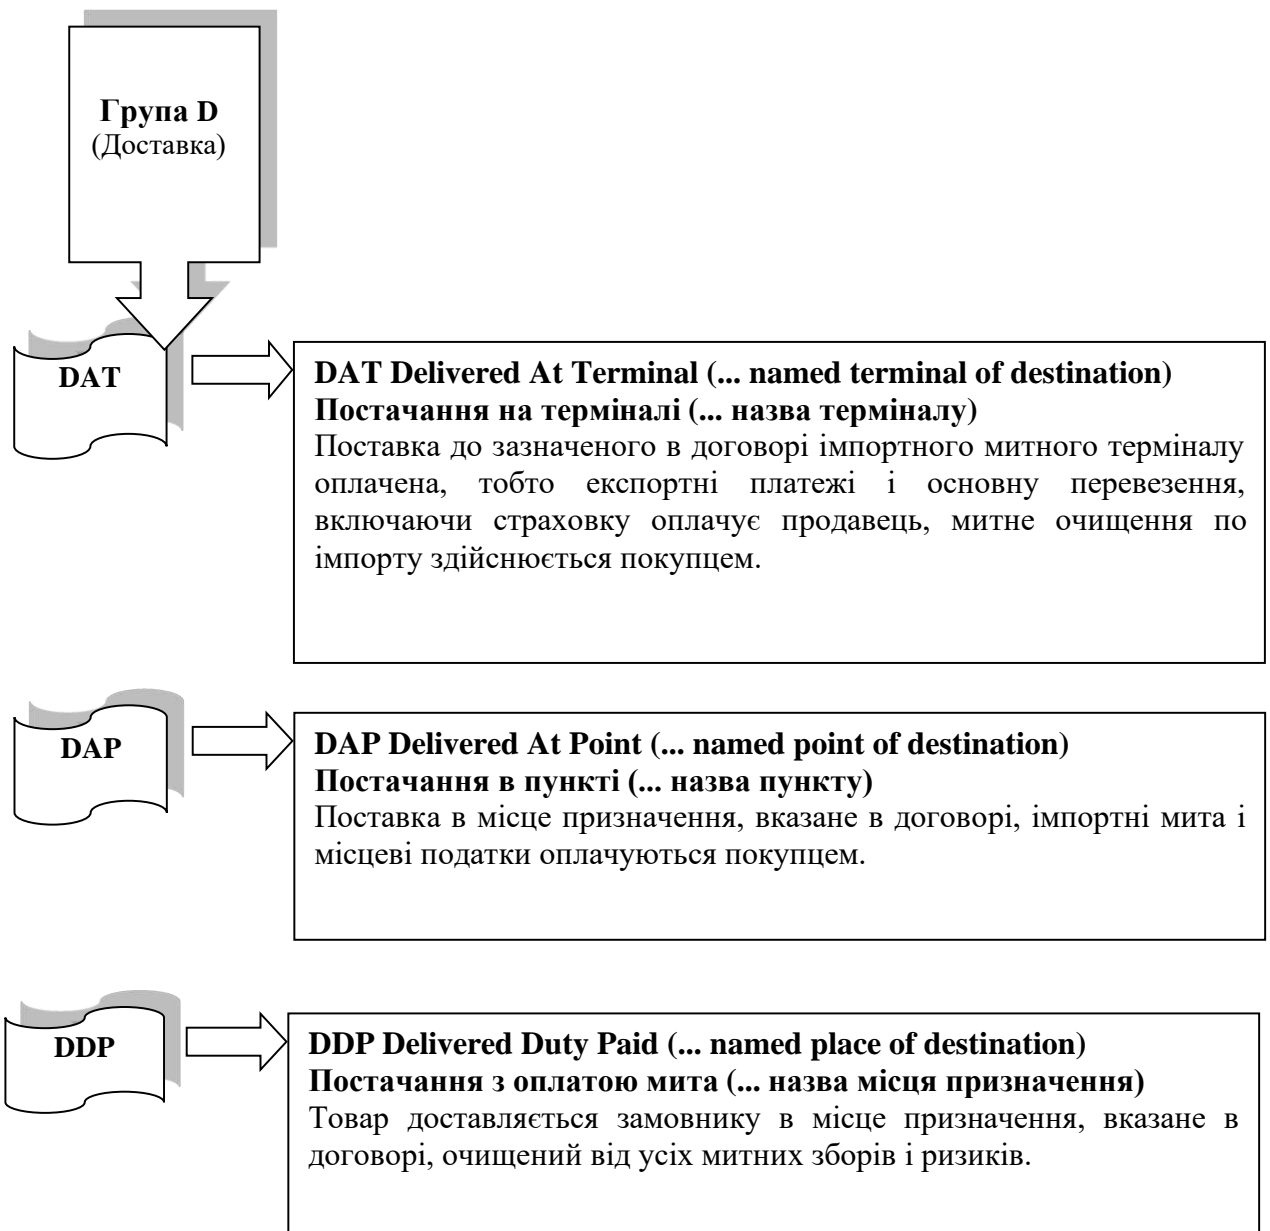 Група D
(Доставка)
DAT
DAT Delivered At Terminal (... named terminal of destination)
Постачання на терміналі (... назва терміналу)
Поставка до зазначеного в договорі імпортного митного терміналу
оплачена, тобто експортні платежі і основну перевезення,
включаючи страховку оплачує продавець, митне очищення по
імпорту здійснюється покупцем.
DAP
DAP Delivered At Point (... named point of destination)
Постачання в пункті (... назва пункту)
Поставка в місце призначення, вказане в договорі, імпортні мита і
місцеві податки оплачуються покупцем.
DDP
DDP Delivered Duty Paid (... named place of destination)
Постачання з оплатою мита (... назва місця призначення)
Товар доставляється замовнику в місце призначення, вказане в
договорі, очищений від усіх митних зборів і ризиків.